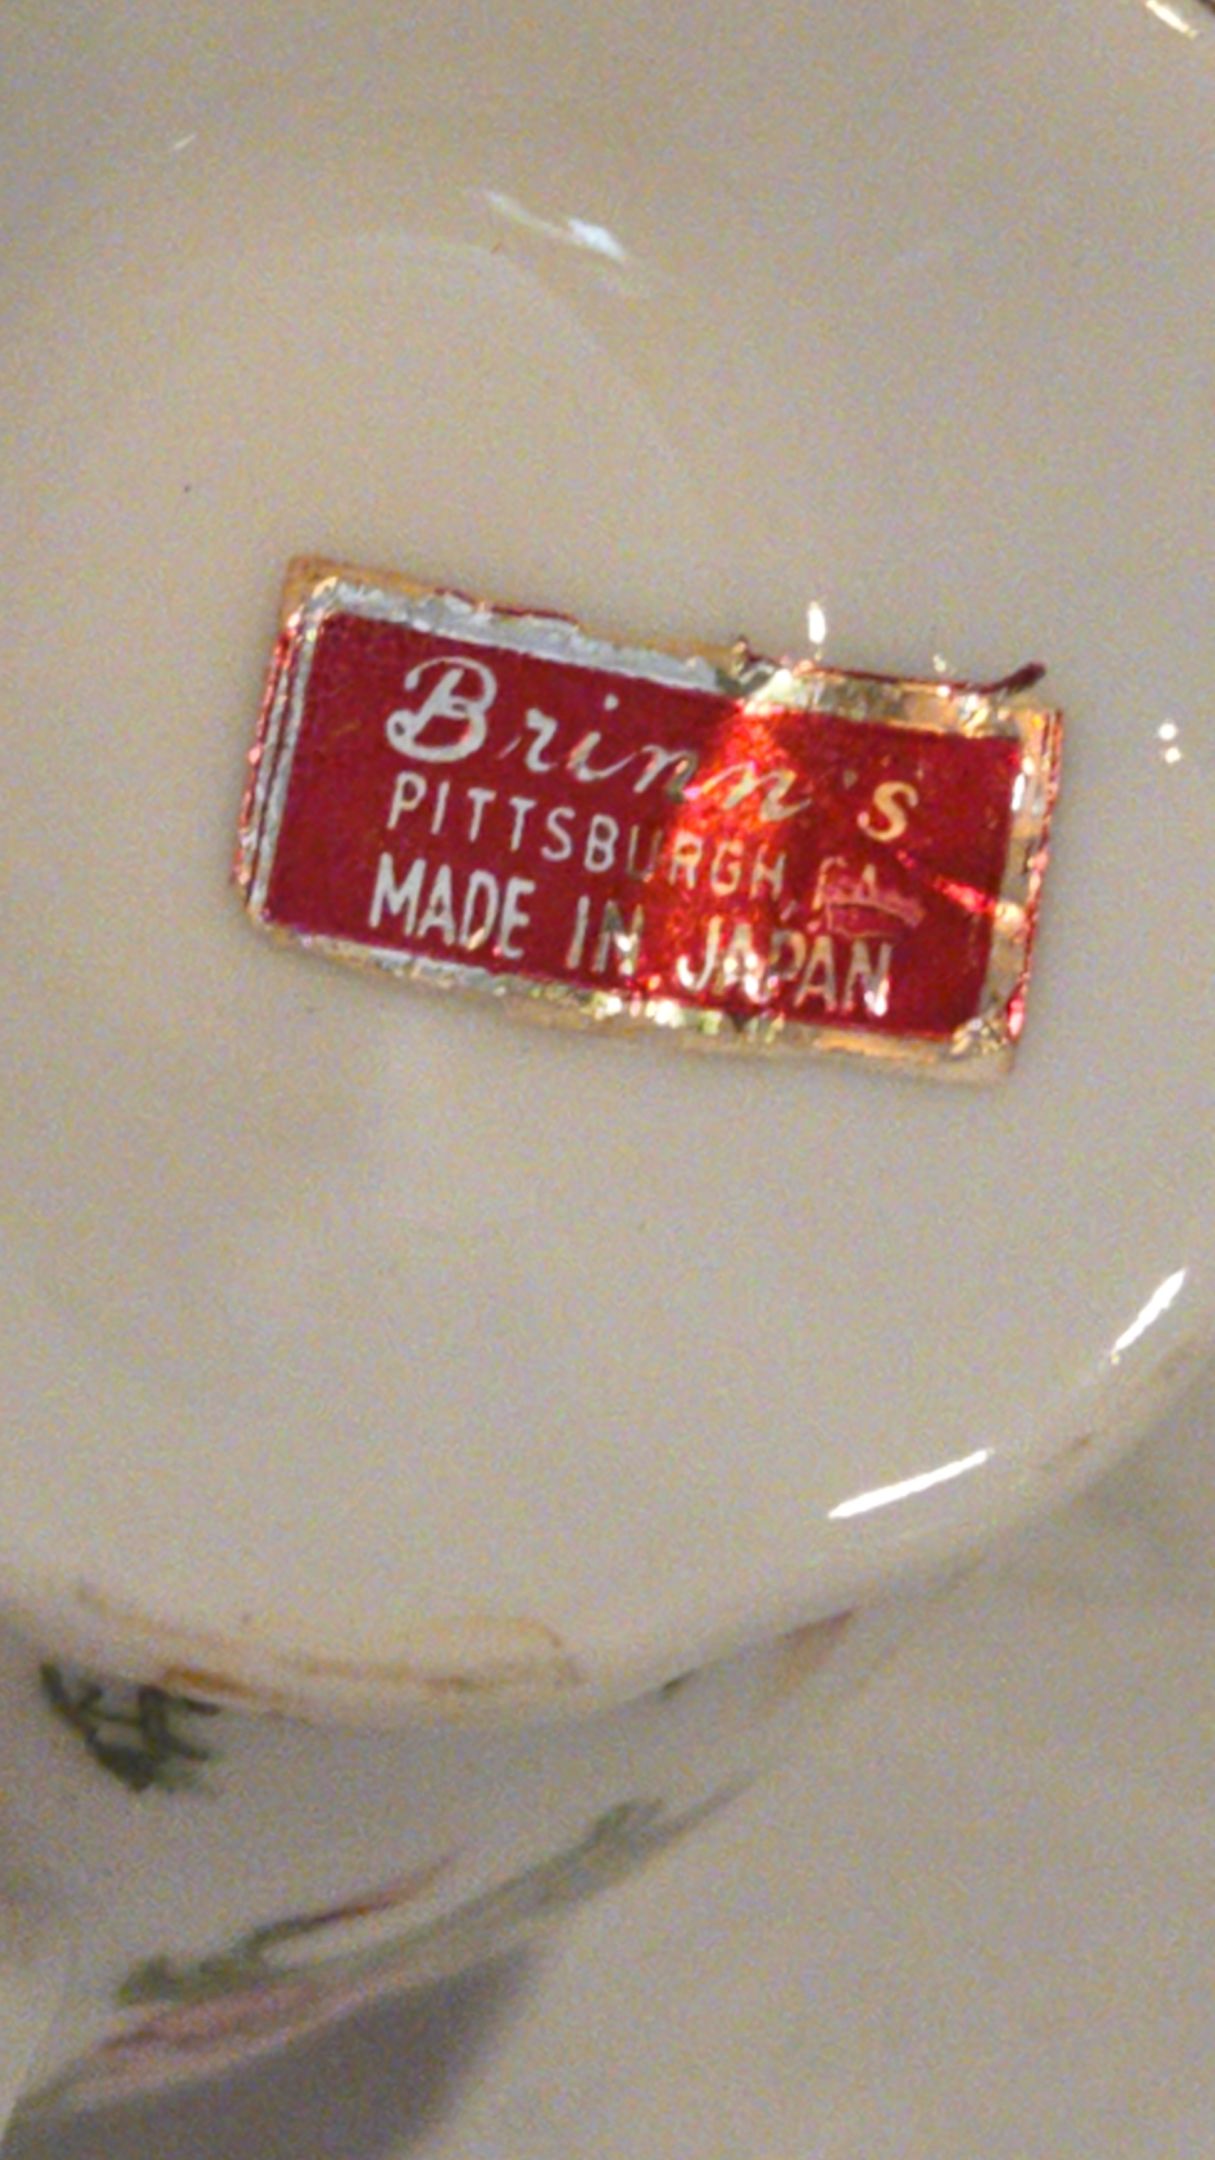 Brinn's
PITTSBURGH, PA.
MADE IN JAPAN